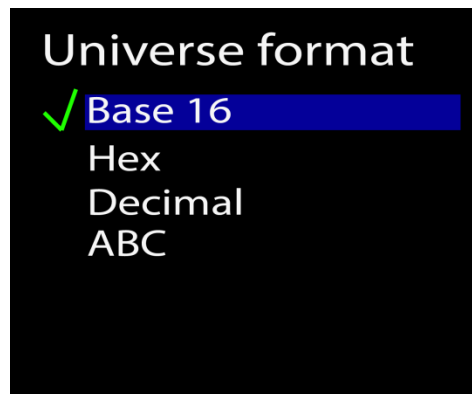 Universe format
Base 16
Hex
Decimal
ABC